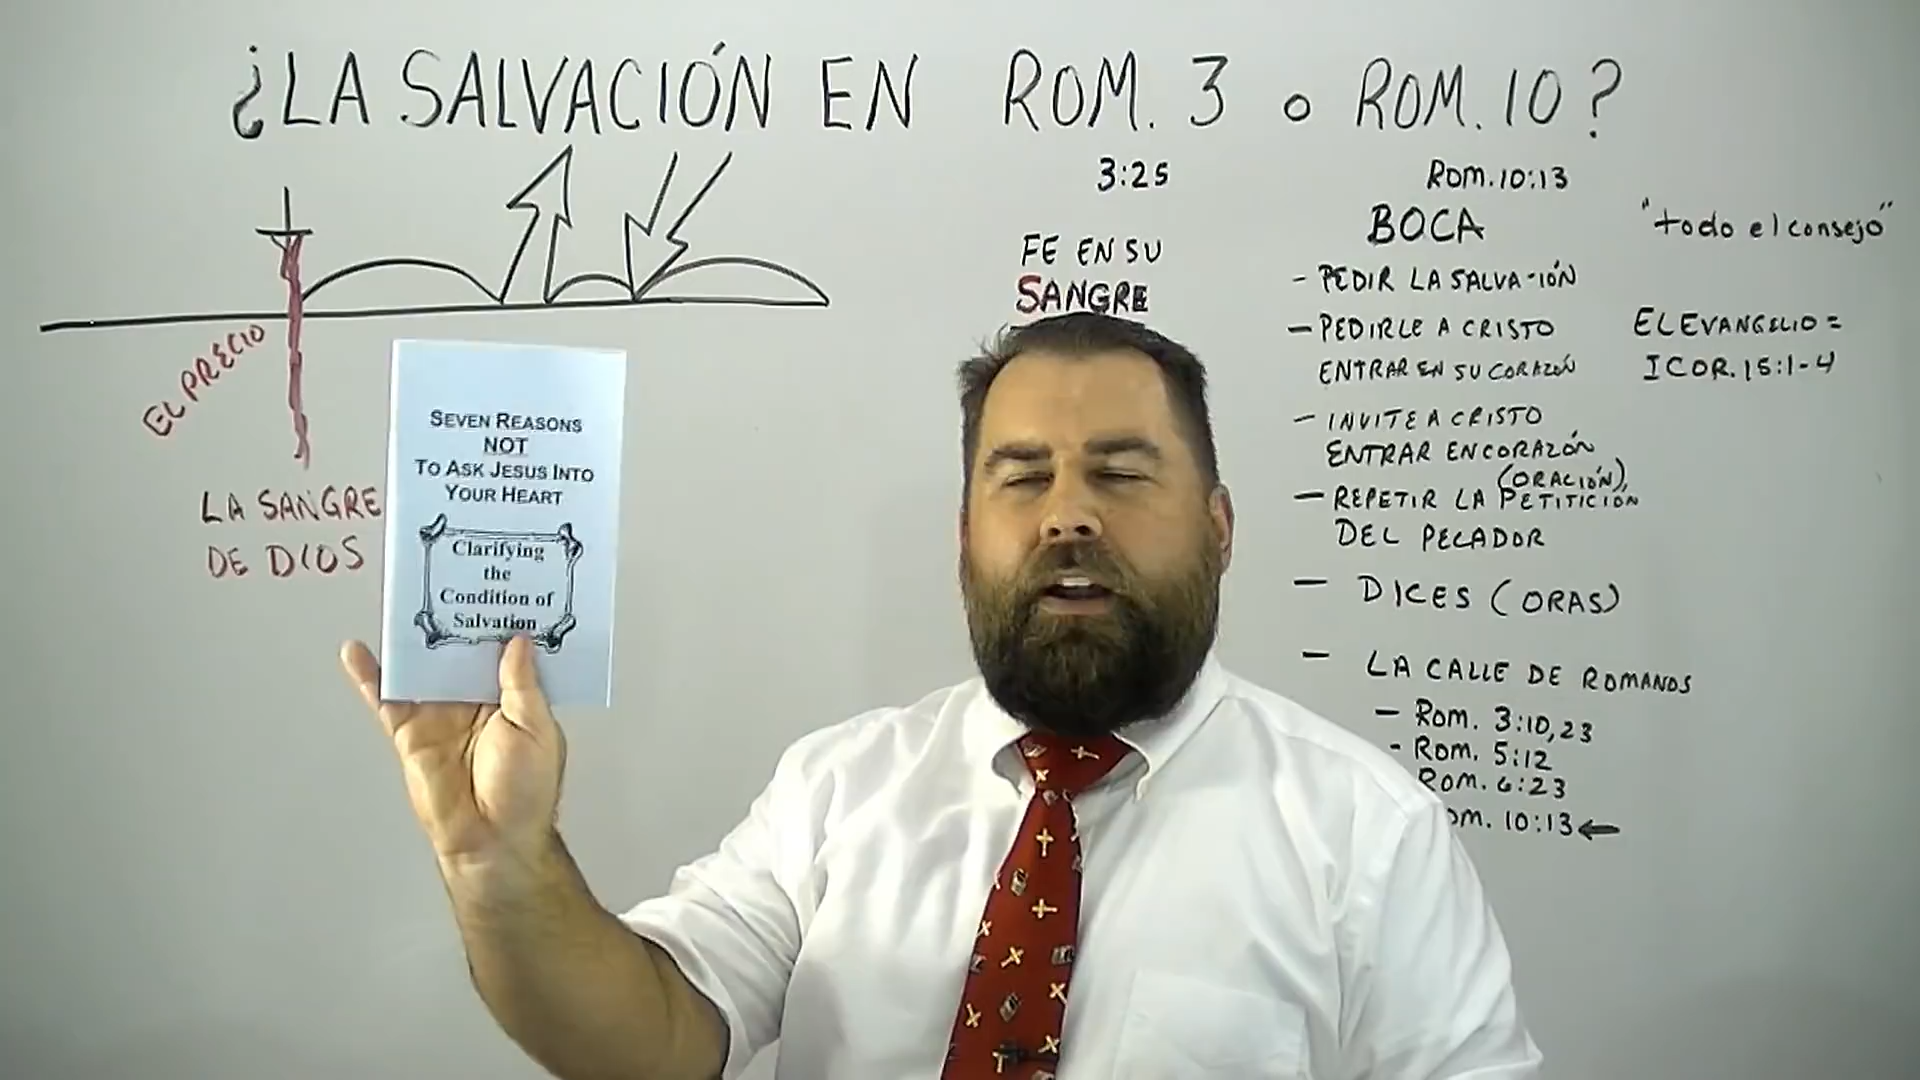 ¿LA SALVACIÓN EN ROM. 3 o ROM. 10?
EL PRECIO
LA SANGRE
DE DIOS
SEVEN REASONS
NOT
TO ASK JESUS INTO
YOUR HEART
Clarifying
the
Condition of
Salvation
3:25
FE EN SU
SANGRE
Rom. 10:13
BOCA
- PEDIR LA SALVA-IÓN
- PEDIRLE A CRISTO
ENTRAR EN SU CORAZÓN
- INVITE A CRISTO
ENTRAR EN CORAZÓN
(ORACIÓN)
- REPETIR LA PETITICIÓN
DEL PECADOR
- DICES (ORAS)
- LA CALLE DE ROMANOS
- Rom. 3:10,23
- Rom. 5:12
Rom. 6:23
om. 10:13 ←
"todo el consejo"
EL EVANGELIO =
I COR. 15:1-4